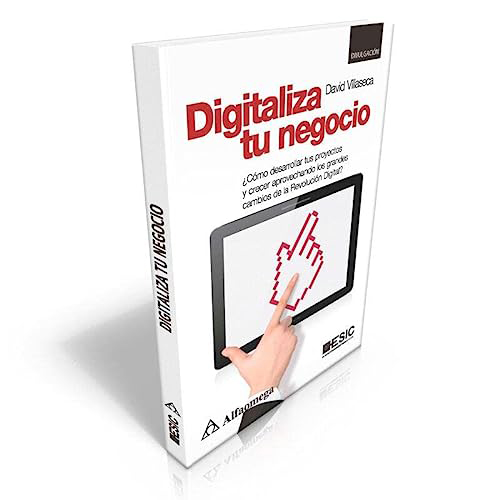 DIVULGACIÓN
David Vilaseca
Digitaliza
tu negocio
¿Cómo desarrollar tus proyectos
y crecer aprovechando los grandes
cambios de la Revolución Digital?
ESIC
Alfaomega
DIGITALIZA TU NEGOCIO
ESIC